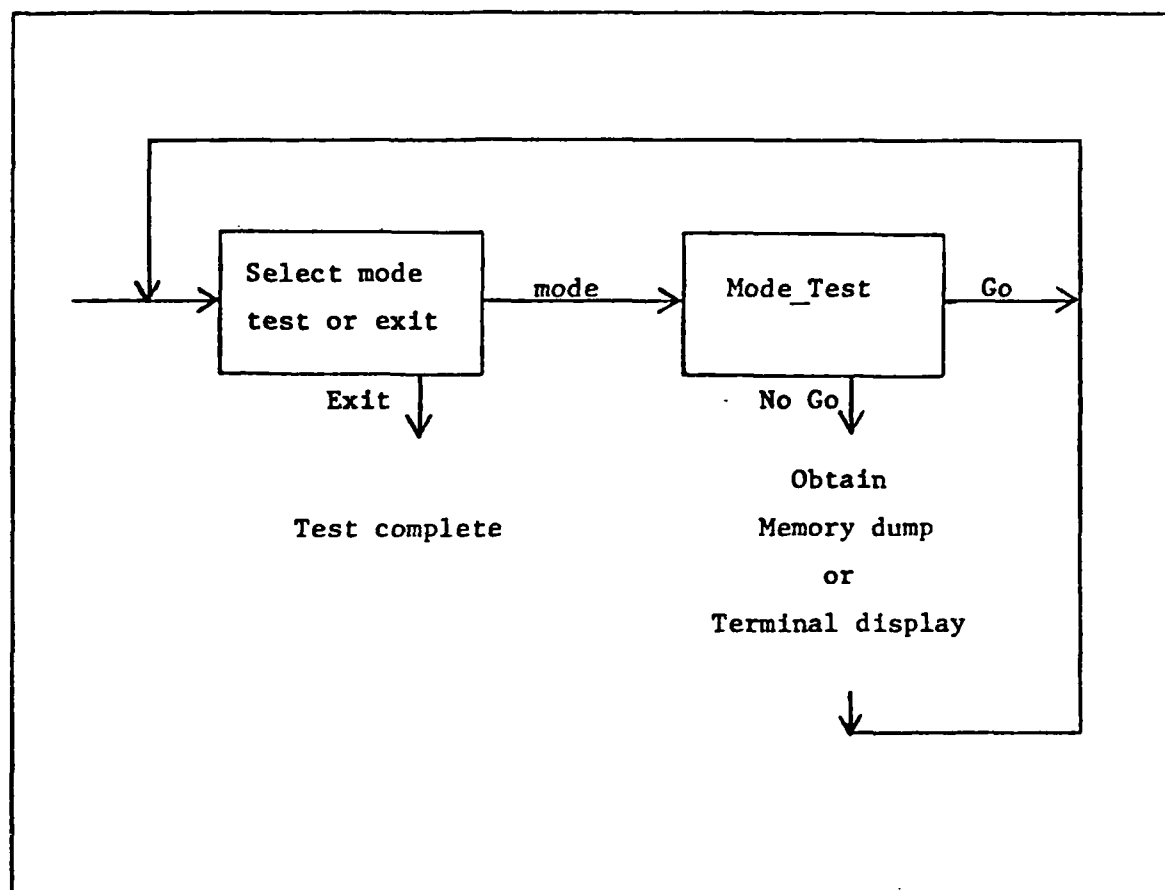 Select mode
test or exit
mode
Mode_Test
Go
Exit
No Go
Test complete
Obtain
Memory dump
or
Terminal display